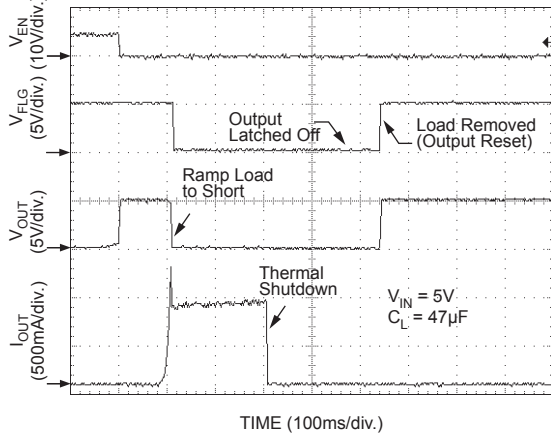 V_EN
(10V/div.)
V_FLG
(5V/div.)
V_OUT
(5V/div.)
I_OUT
(500mA/div.)
Output
Latched Off
Load Removed
(Output Reset)
Ramp Load
to Short
Thermal
Shutdown
V_IN = 5V
C_L = 47µF
TIME (100ms/div.)